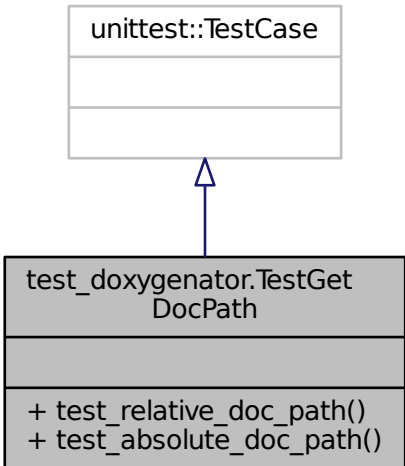 unittest::TestCase
test_doxygenator.TestGet
DocPath
+ test_relative_doc_path()
+ test_absolute_doc_path()